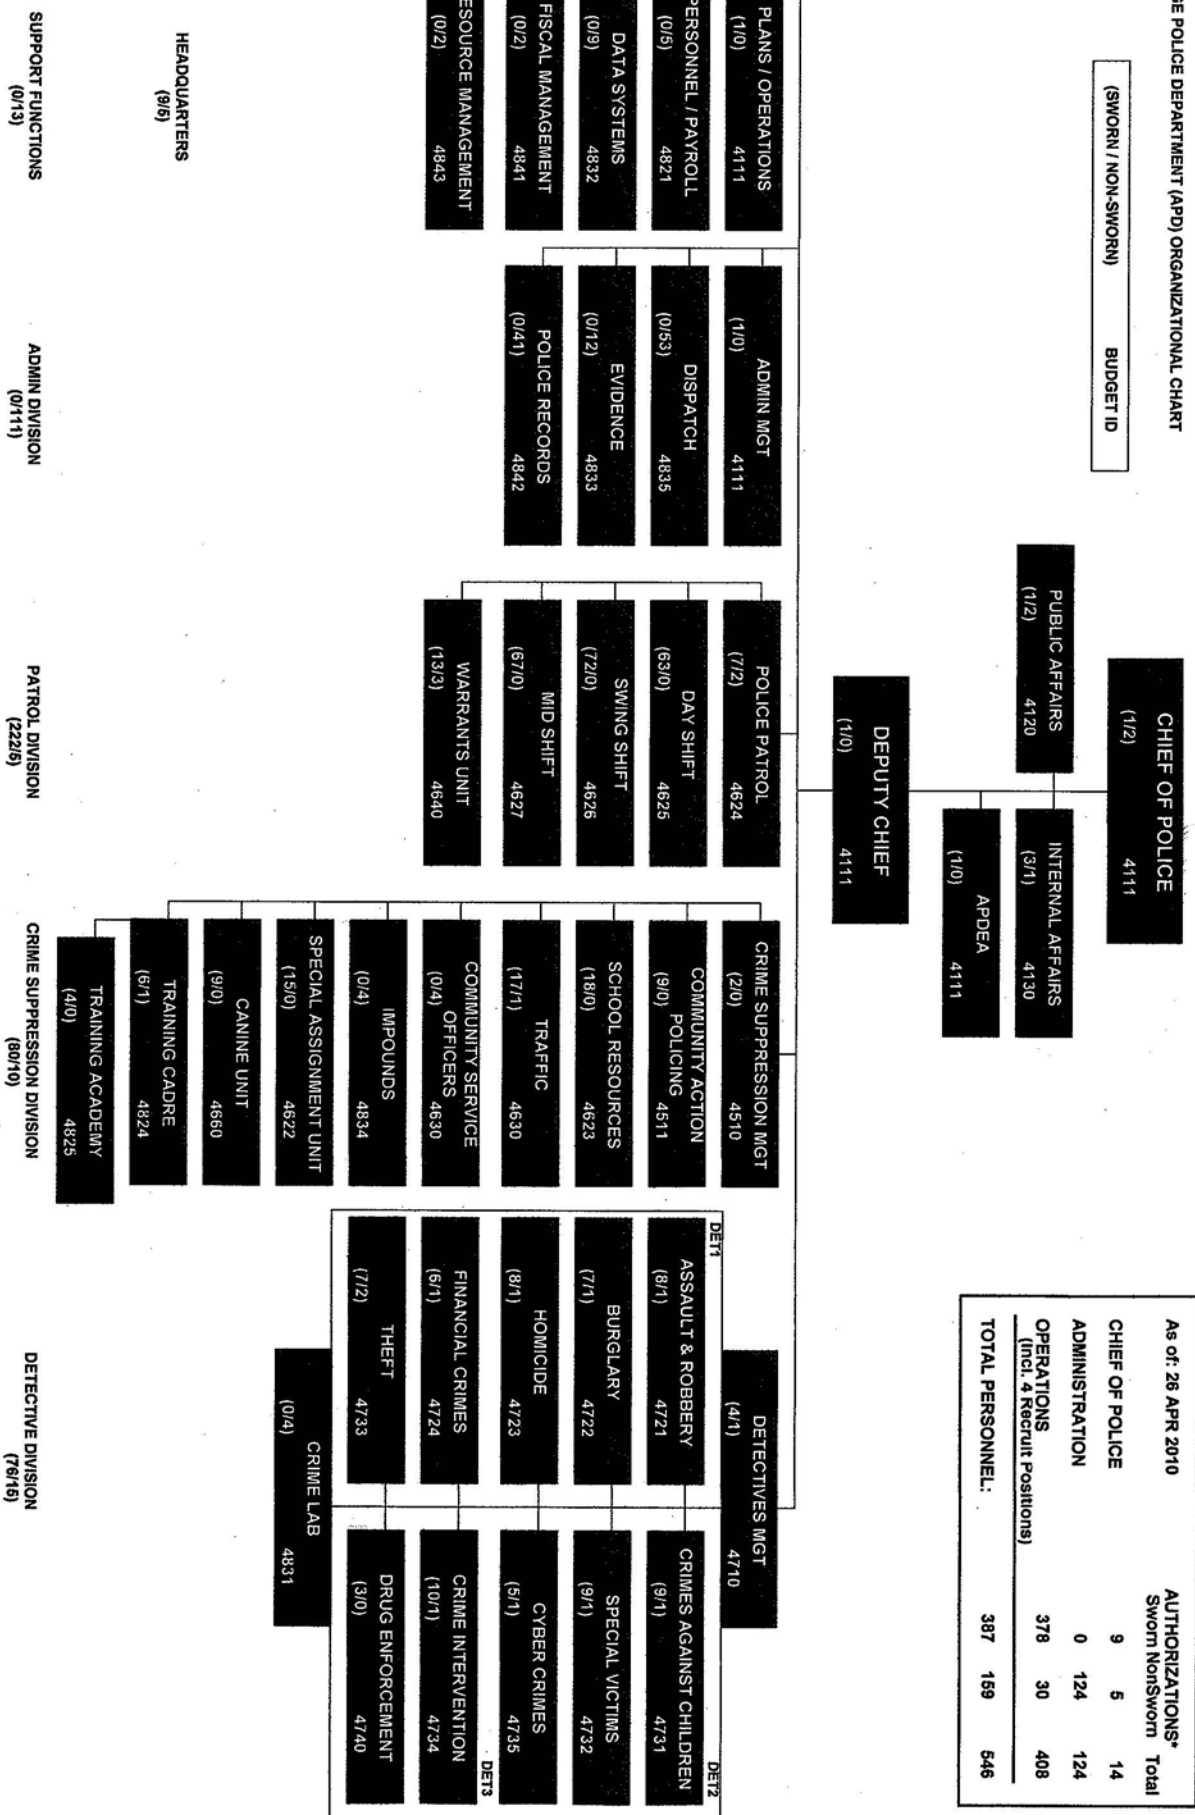 GE POLICE DEPARTMENT (APD) ORGANIZATIONAL CHART
(SWORN / NON-SWORN) BUDGET ID
As of: 26 APR 2010 AUTHORIZATIONS*
Sworn NonSworn Total
CHIEF OF POLICE 9 5 14
ADMINISTRATION 0 124 124
OPERATIONS 378 30 408
(Incl. 4 Recruit Positions)
TOTAL PERSONNEL: 387 159 546
CHIEF OF POLICE
(1/2) 4111
PUBLIC AFFAIRS
(1/2) 4120
INTERNAL AFFAIRS
(3/1) 4130
APDEA
(1/0) 4111
DEPUTY CHIEF
(1/0) 4111
PLANS / OPERATIONS
(1/0) 4111
PERSONNEL / PAYROLL
(0/5) 4821
DATA SYSTEMS
(0/9) 4832
FISCAL MANAGEMENT
(0/2) 4841
ESOURCE MANAGEMENT
(0/2) 4843
ADMIN MGT
(1/0) 4111
DISPATCH
(0/53) 4835
EVIDENCE
(0/12) 4833
POLICE RECORDS
(0/41) 4842
POLICE PATROL
(7/2) 4624
DAY SHIFT
(63/0) 4625
SWING SHIFT
(72/0) 4626
MID SHIFT
(67/0) 4627
WARRANTS UNIT
(13/3) 4640
CRIME SUPPRESSION MGT
(2/0) 4510
COMMUNITY ACTION
POLICING
(9/0) 4511
SCHOOL RESOURCES
(18/0) 4623
TRAFFIC
(17/1) 4630
COMMUNITY SERVICE
OFFICERS
(0/4) 4630
IMPOUNDS
(0/4) 4834
SPECIAL ASSIGNMENT UNIT
(15/0) 4622
CANINE UNIT
(9/0) 4660
TRAINING CADRE
(6/1) 4824
TRAINING ACADEMY
(4/0) 4825
DETECTIVES MGT
(4/1) 4710
DET1
ASSAULT & ROBBERY
(8/1) 4721
BURGLARY
(7/1) 4722
HOMICIDE
(8/1) 4723
FINANCIAL CRIMES
(6/1) 4724
THEFT
(7/2) 4733
DET2
CRIMES AGAINST CHILDREN
(9/1) 4731
SPECIAL VICTIMS
(9/1) 4732
CYBER CRIMES
(5/1) 4735
DET3
CRIME INTERVENTION
(10/1) 4734
DRUG ENFORCEMENT
(3/0) 4740
CRIME LAB
(0/4) 4831
HEADQUARTERS
(9/5)
SUPPORT FUNCTIONS
(0/13)
ADMIN DIVISION
(0/111)
PATROL DIVISION
(222/5)
CRIME SUPPRESSION DIVISION
(80/10)
DETECTIVE DIVISION
(76/15)